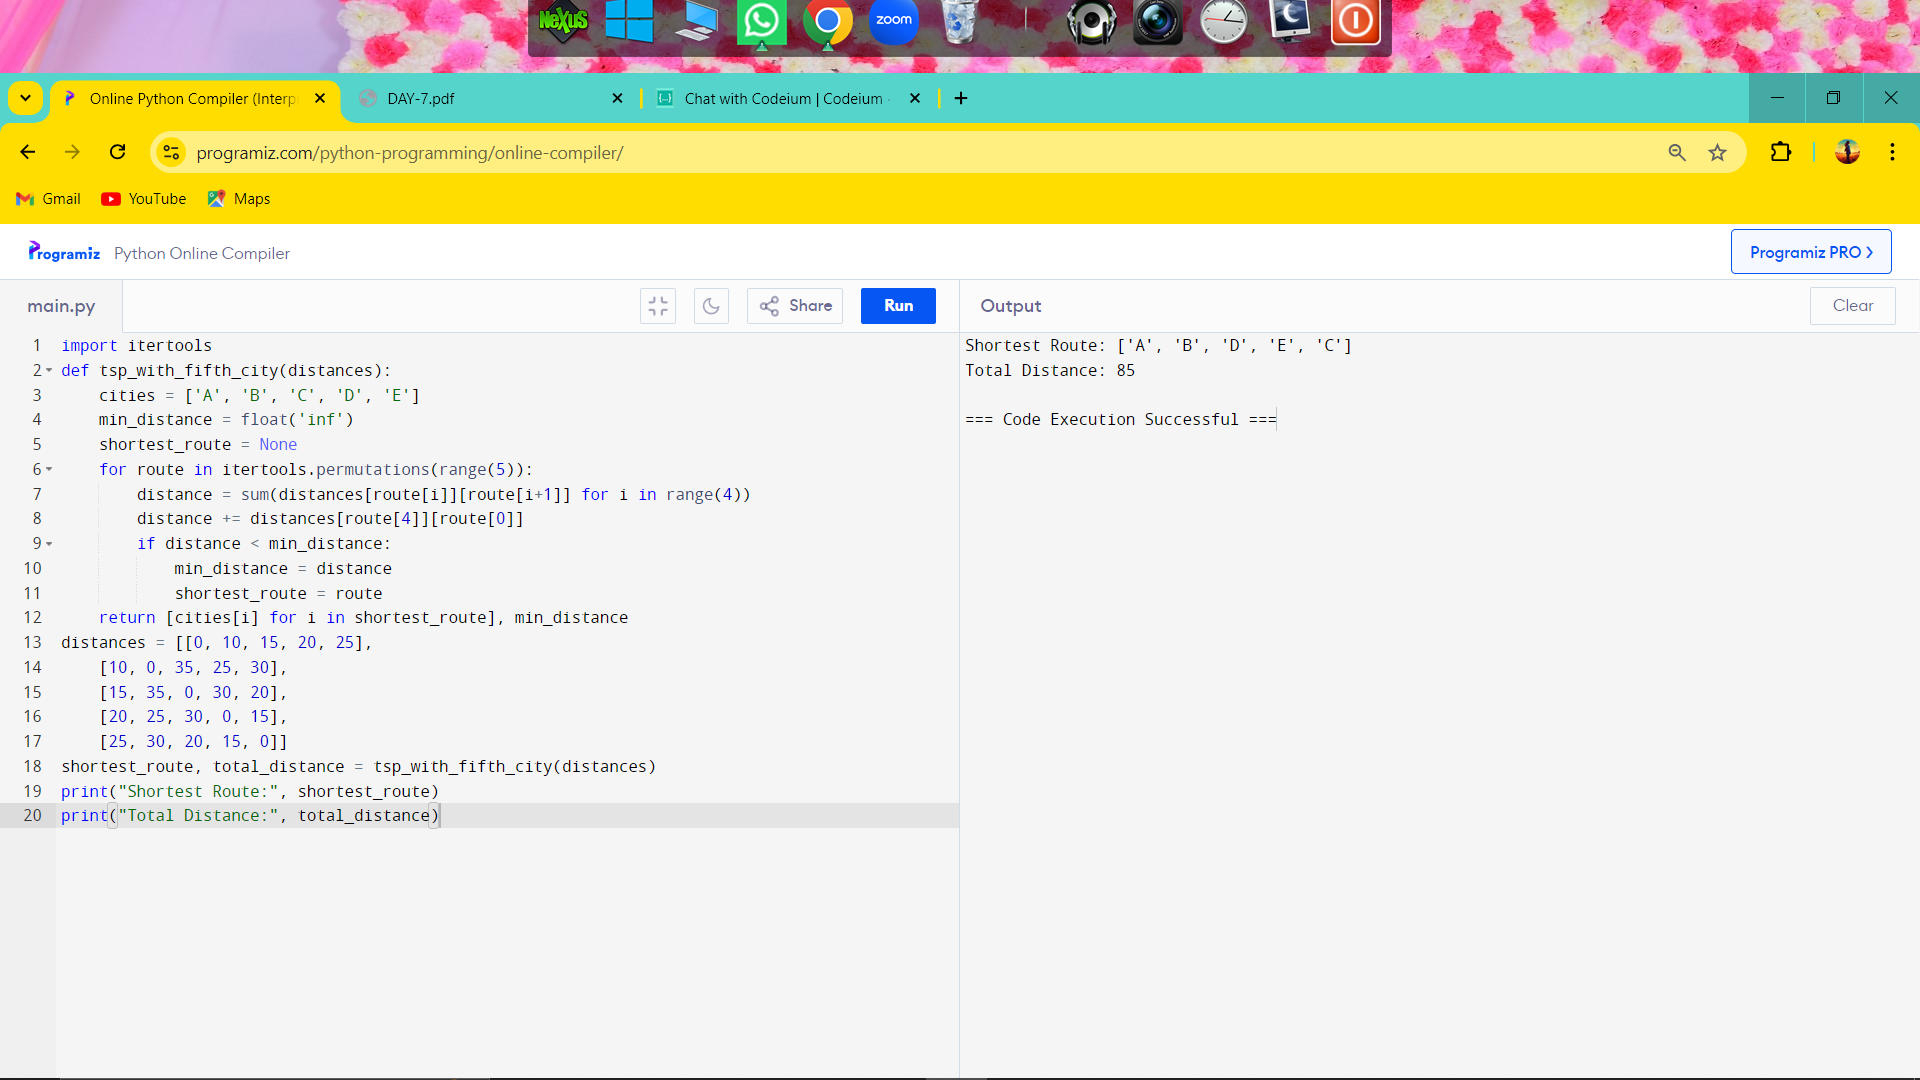 NeXuS
zoom
Online Python Compiler (Interp
DAY-7.pdf
Chat with Codeium | Codeium
programiz.com/python-programming/online-compiler/
Gmail
YouTube
Maps
Programiz
Python Online Compiler
Programiz PRO
main.py
Share
Run
Output
Clear
1 import itertools
2 def tsp_with_fifth_city(distances):
3     cities = ['A', 'B', 'C', 'D', 'E']
4     min_distance = float('inf')
5     shortest_route = None
6     for route in itertools.permutations(range(5)):
7         distance = sum(distances[route[i]][route[i+1]] for i in range(4))
8         distance += distances[route[4]][route[0]]
9         if distance < min_distance:
10             min_distance = distance
11             shortest_route = route
12     return [cities[i] for i in shortest_route], min_distance
13 distances = [[0, 10, 15, 20, 25],
14     [10, 0, 35, 25, 30],
15     [15, 35, 0, 30, 20],
16     [20, 25, 30, 0, 15],
17     [25, 30, 20, 15, 0]]
18 shortest_route, total_distance = tsp_with_fifth_city(distances)
19 print("Shortest Route:", shortest_route)
20 print("Total Distance:", total_distance)
Shortest Route: ['A', 'B', 'D', 'E', 'C']
Total Distance: 85
=== Code Execution Successful ===